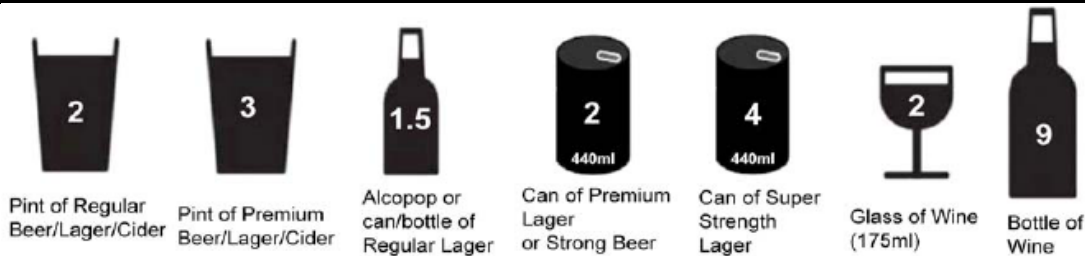 2
Pint of Regular
Beer/Lager/Cider
3
Pint of Premium
Beer/Lager/Cider
1.5
Alcopop or
can/bottle of
Regular Lager
2
440ml
Can of Premium
Lager
or Strong Beer
4
440ml
Can of Super
Strength
Lager
2
Glass of Wine
(175ml)
9
Bottle of
Wine